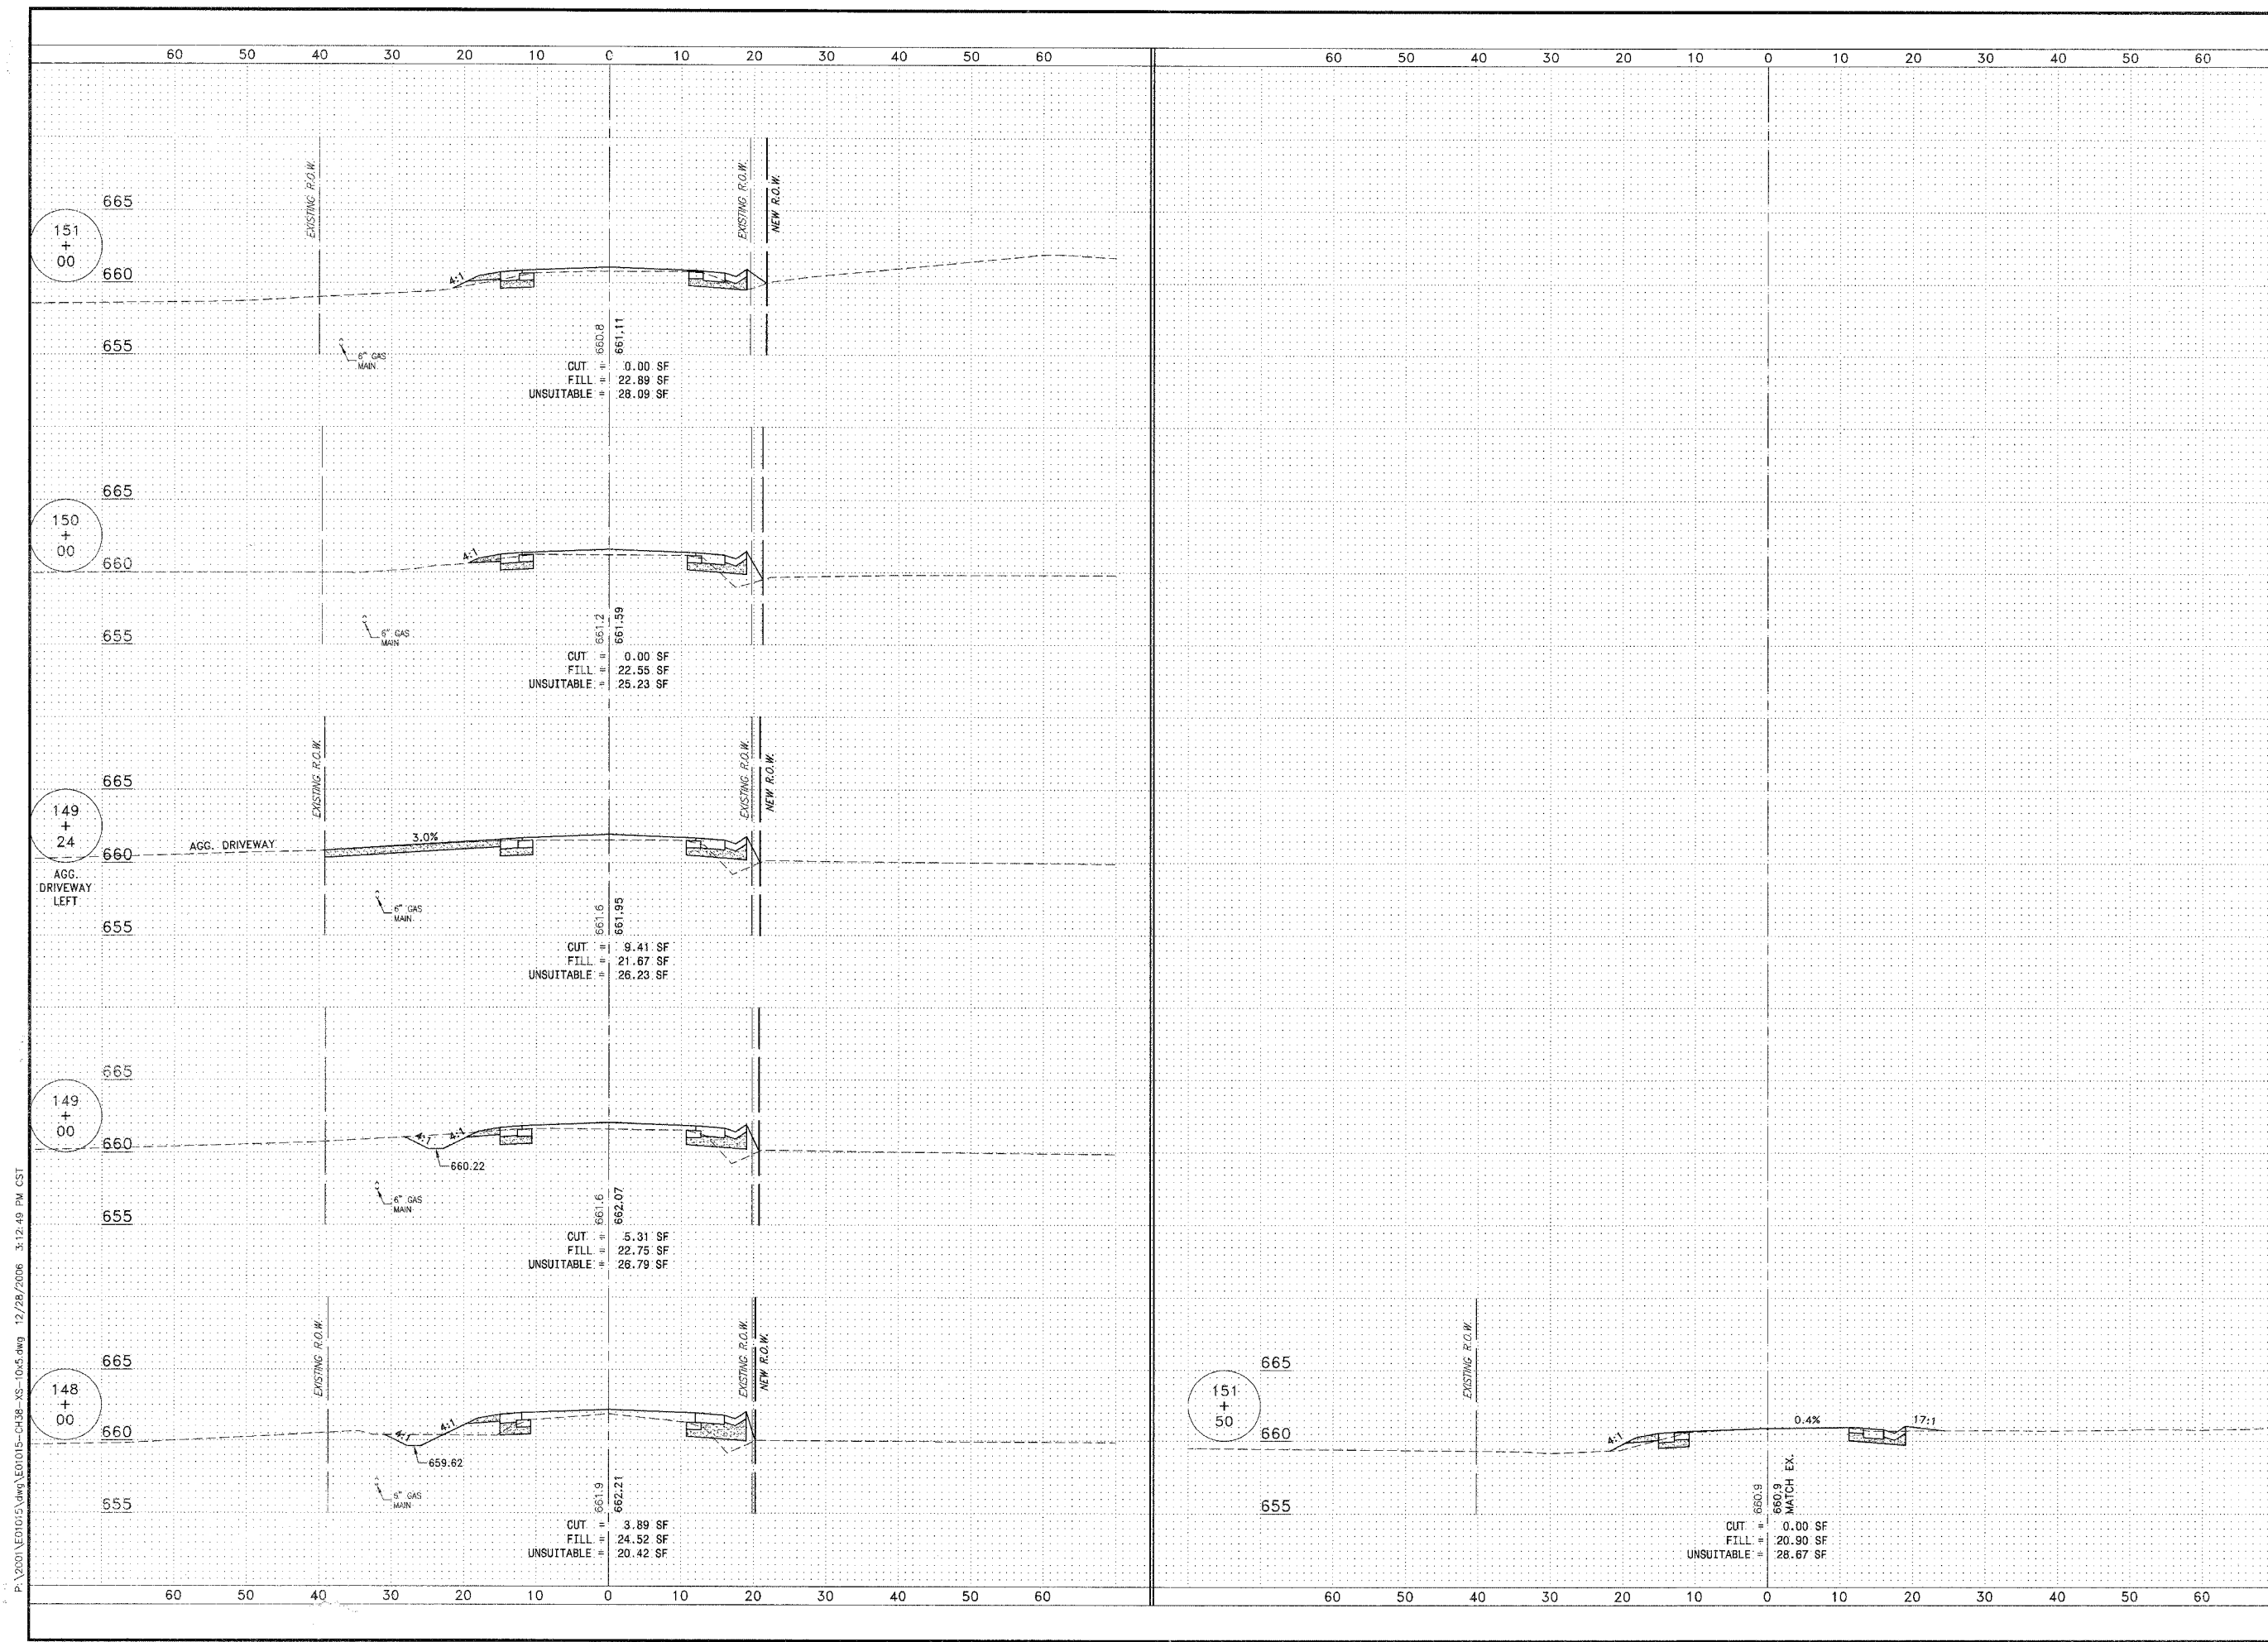 60 50 40 30 20 10 0 10 20 30 40 50 60
EXISTING R.O.W.
EXISTING R.O.W.
NEW R.O.W.
665
151
+
00
660
4:1
655
6" GAS
MAIN
660.8
661.11
CUT = 0.00 SF
FILL = 22.89 SF
UNSUITABLE = 28.09 SF
665
150
+
00
660
4:1
655
6" GAS
MAIN
661.2
661.59
CUT = 0.00 SF
FILL = 22.55 SF
UNSUITABLE = 25.23 SF
EXISTING R.O.W.
EXISTING R.O.W.
NEW R.O.W.
665
149
+
24
660
AGG. DRIVEWAY
3.0%
AGG.
DRIVEWAY
LEFT
655
6" GAS
MAIN
661.6
661.95
CUT = 9.41 SF
FILL = 21.67 SF
UNSUITABLE = 26.23 SF
665
149
+
00
660
4:1
4:1
660.22
655
6" GAS
MAIN
661.6
662.07
CUT = 5.31 SF
FILL = 22.75 SF
UNSUITABLE = 26.79 SF
EXISTING R.O.W.
EXISTING R.O.W.
NEW R.O.W.
665
148
+
00
660
4:1
4:1
659.62
655
6" GAS
MAIN
661.9
662.21
CUT = 3.89 SF
FILL = 24.52 SF
UNSUITABLE = 20.42 SF
60 50 40 30 20 10 0 10 20 30 40 50 60
P:\2001\E01015\dwg\E01015-CH38-XS-10x5.dwg 12/28/2006 3:12:49 PM CST
60 50 40 30 20 10 0 10 20 30 40 50 60
EXISTING R.O.W.
665
151
+
50
660
4:1
0.4%
17:1
655
660.9
660.9
MATCH EX.
CUT = 0.00 SF
FILL = 20.90 SF
UNSUITABLE = 28.67 SF
60 50 40 30 20 10 0 10 20 30 40 50 60